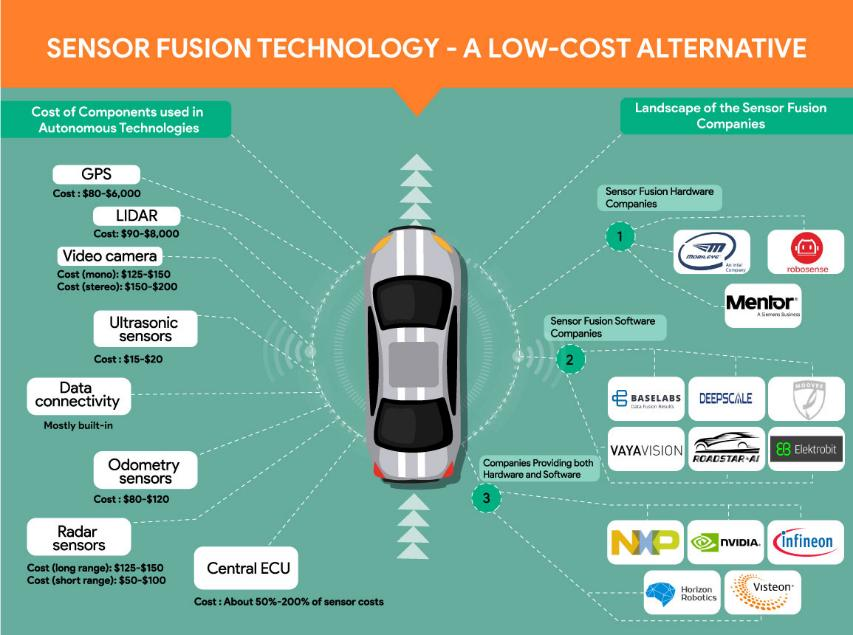 SENSOR FUSION TECHNOLOGY - A LOW-COST ALTERNATIVE
Cost of Components used in
Autonomous Technologies
GPS
Cost : $80-$6,000
LIDAR
Cost: $90-$8,000
Video camera
Cost (mono): $125-$150
Cost (stereo): $150-$200
Ultrasonic
sensors
Cost : $15-$20
Data
connectivity
Mostly built-in
Odometry
sensors
Cost : $80-$120
Radar
sensors
Cost (long range): $125-$150
Cost (short range): $50-$100
Central ECU
Cost : About 50%-200% of sensor costs
Landscape of the Sensor Fusion
Companies
Sensor Fusion Hardware
Companies
1
MOBILEYE
An Intel
Company
robosense
Mentor
A Siemens Business
Sensor Fusion Software
Companies
2
BASELABS
Data Fusion Results
DEEPSCALE
MOOVEE
VAYAVISION
ROADSTAR•AI
EB Elektrobit
Companies Providing both
Hardware and Software
3
NXP
NVIDIA.
infineon
Horizon
Robotics
Visteon